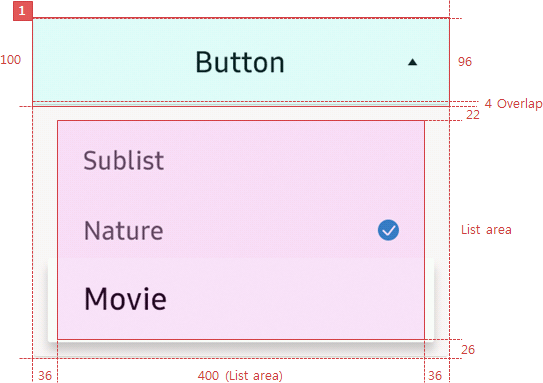 1
100
Button
96
4 Overlap
22
Sublist
Nature
List area
Movie
26
36
400 (List area)
36